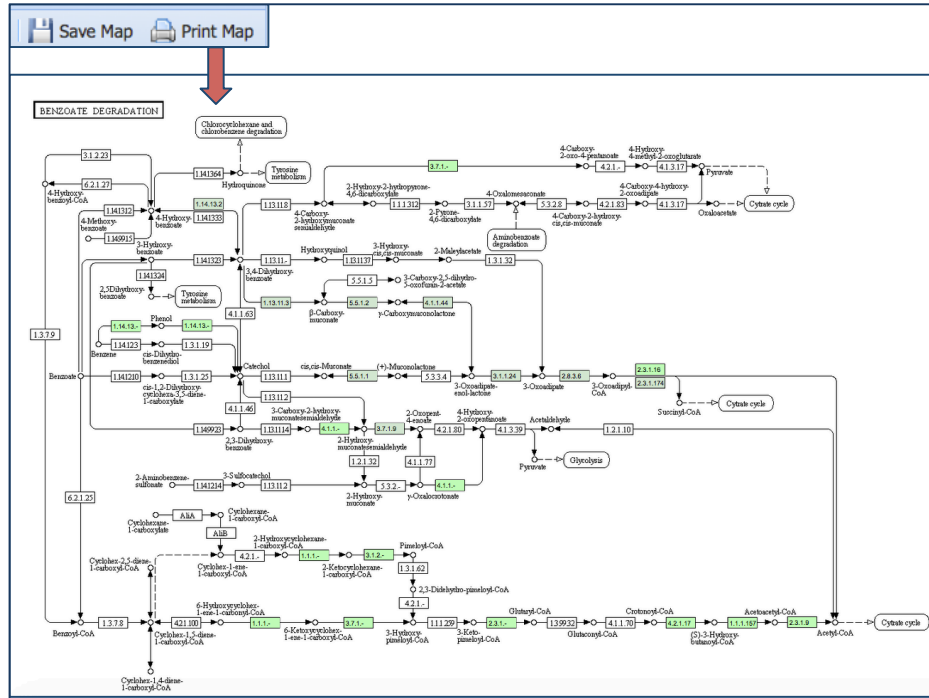 Save Map
Print Map
BENZOATE DEGRADATION
Chlorocyclohexane and
chlorobenzene degradation
3.1.2.23
1.14.13.64
Hydroquinone
Tyrosine
metabolism
3.7.1.-
4-Carboxy-
2-oxo-4-pentanoate
4.2.1.-
4-Hydroxy-
4-methyl-2-oxoglutarate
4.1.3.17
Pyruvate
6.2.1.27
4-Hydroxy-
benzoyl-CoA
1.14.13.12
4-Methoxy-
benzoate
1.14.99.15
4-Hydroxy-
benzoate
1.14.13.2
1.14.13.33
1.13.11.8
4-Carboxy-
2-hydroxymuconate
semialdehyde
2-Hydroxy-2-hydropyrone-
4,6-dicarboxylate
1.1.1.312
2-Pyrone-
4,6-dicarboxylate
3.1.1.57
4-Oxalomesaconate
5.3.2.8
4-Carboxy-2-hydroxy-
cis,cis-muconate
4.2.1.83
4-Carboxy-4-hydroxy-
2-oxoadipate
4.1.3.17
Oxaloacetate
Cytrate cycle
Aminobenzoate
degradation
3-Hydroxy-
benzoate
1.14.13.23
1.14.13.24
2,5Dihydroxy-
benzoate
Tyrosine
metabolism
3,4-Dihydroxy-
benzoate
1.13.11.-
Hydroxyquinol
1.13.11.37
3-Hydroxy-
cis,cis-muconate
2-Maleylacetate
1.3.1.32
5.5.1.5
3-Carboxy-2,5-dihydro-
5-oxofuran-2-acetate
4.1.1.63
1.13.11.3
β-Carboxy-
muconate
5.5.1.2
γ-Carboxymuconolactone
4.1.1.44
1.3.7.9
Phenol
1.14.13.-
1.14.13.-
Benzene
1.14.12.3
cis-Dihydro-
benzenediol
1.3.1.19
Benzoate
1.14.12.10
cis-1,2-Dihydroxy-
cyclohexa-3,5-diene-
1-carboxylate
1.3.1.25
Catechol
1.13.11.1
cis,cis-Muconate
5.5.1.1
(+)-Muconolactone
5.3.3.4
3-Oxoadipate-
enol-lactone
3.1.1.24
3-Oxoadipate
2.8.3.6
3-Oxoadipyl-
CoA
2.3.1.16
2.3.1.174
Succinyl-CoA
Cytrate cycle
4.1.1.46
1.13.11.2
1.14.99.23
2,3-Dihydroxy-
benzoate
1.13.11.14
3-Carboxy-2-hydroxy-
muconatesemialdehyde
4.1.1.-
2-Hydroxy-
muconatesemialdehyde
3.7.1.9
2-Oxopent-
4-enoate
4.2.1.80
4-Hydroxy-
2-oxopentanoate
4.1.3.39
Acetaldehyde
1.2.1.10
Pyruvate
Glycolysis
1.2.1.32
4.1.1.77
6.2.1.25
2-Aminobenzene-
sulfonate
1.14.12.14
3-Sulfocatechol
1.13.11.2
2-Hydroxy-
muconate
5.3.2.-
γ-Oxalocrotonate
4.1.1.-
Cyclohexane-
1-carboxylate
AliA
Cyclohexane-
1-carboxyl-CoA
AliB
Cyclohex-1-ene-
1-carboxyl-CoA
4.2.1.-
2-Hydroxycyclohexane-
1-carboxyl-CoA
1.1.1.-
2-Ketocyclohexane-
1-carboxyl-CoA
3.1.2.-
Pimeloyl-CoA
1.3.1.62
2,3-Didehydro-pimeloyl-CoA
4.2.1.-
Cyclohex-2,5-diene-
1-carboxyl-CoA
Benzoyl-CoA
1.3.7.8
Cyclohex-1,5-diene-
1-carboxyl-CoA
4.2.1.100
6-Hydroxycyclohex-
1-ene-1-carboxyl-CoA
1.1.1.-
6-Ketoxycyclohex-
1-ene-1-carboxyl-CoA
3.7.1.-
3-Hydroxy-
pimeloyl-CoA
1.1.1.259
3-Keto-
pimeloyl-CoA
2.3.1.-
Glutaryl-CoA
1.3.99.32
Glutaconyl-CoA
4.1.1.70
Crotonoyl-CoA
4.2.1.17
(S)-3-Hydroxy-
butanoyl-CoA
1.1.1.157
Acetoacetyl-CoA
2.3.1.9
Acetyl-CoA
Cytrate cycle
Cyclohex-1,4-diene-
1-carboxyl-CoA